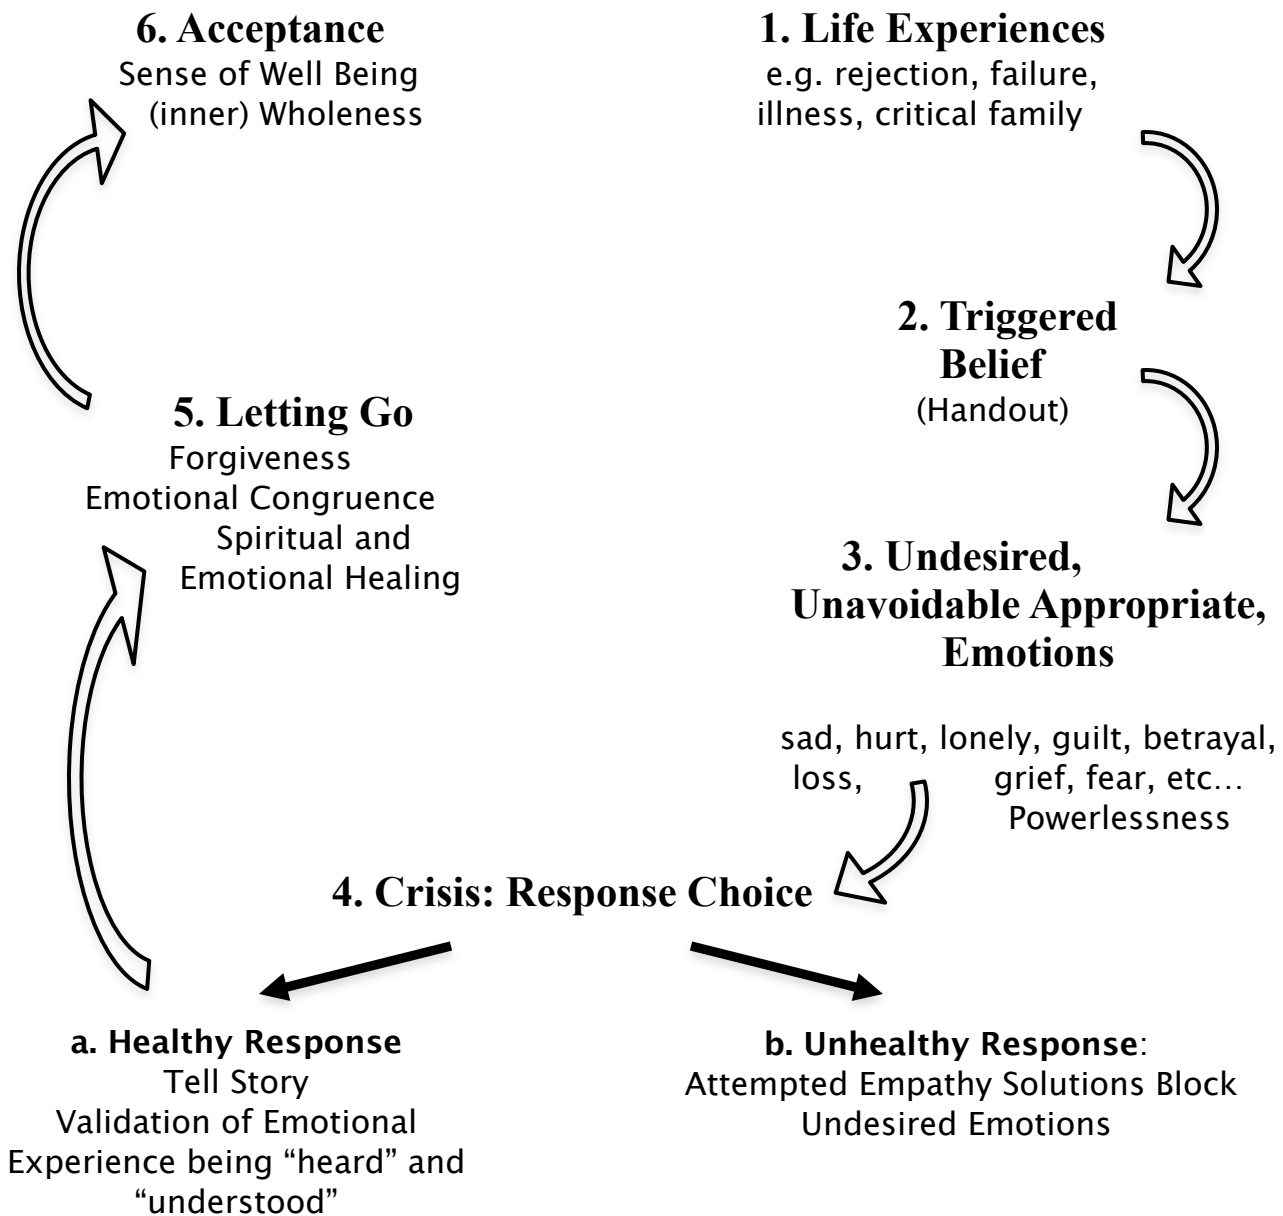 6. Acceptance
Sense of Well Being
(inner) Wholeness
1. Life Experiences
e.g. rejection, failure,
illness, critical family
2. Triggered
Belief
(Handout)
3. Undesired,
Unavoidable Appropriate,
Emotions
sad, hurt, lonely, guilt, betrayal,
loss, grief, fear, etc...
Powerlessness
4. Crisis: Response Choice
a. Healthy Response
Tell Story
Validation of Emotional
Experience being “heard” and
“understood”
b. Unhealthy Response:
Attempted Empathy Solutions Block
Undesired Emotions
5. Letting Go
Forgiveness
Emotional Congruence
Spiritual and
Emotional Healing